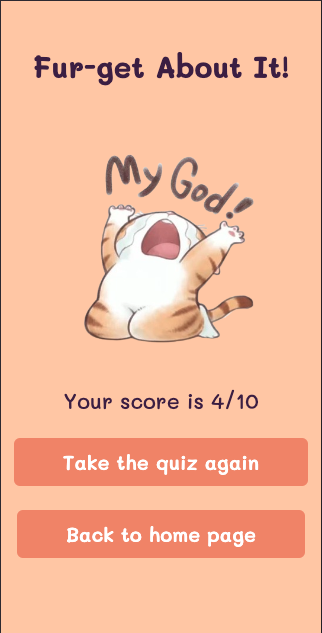 Fur-get About It!
My God!
Your score is 4/10
Take the quiz again
Back to home page